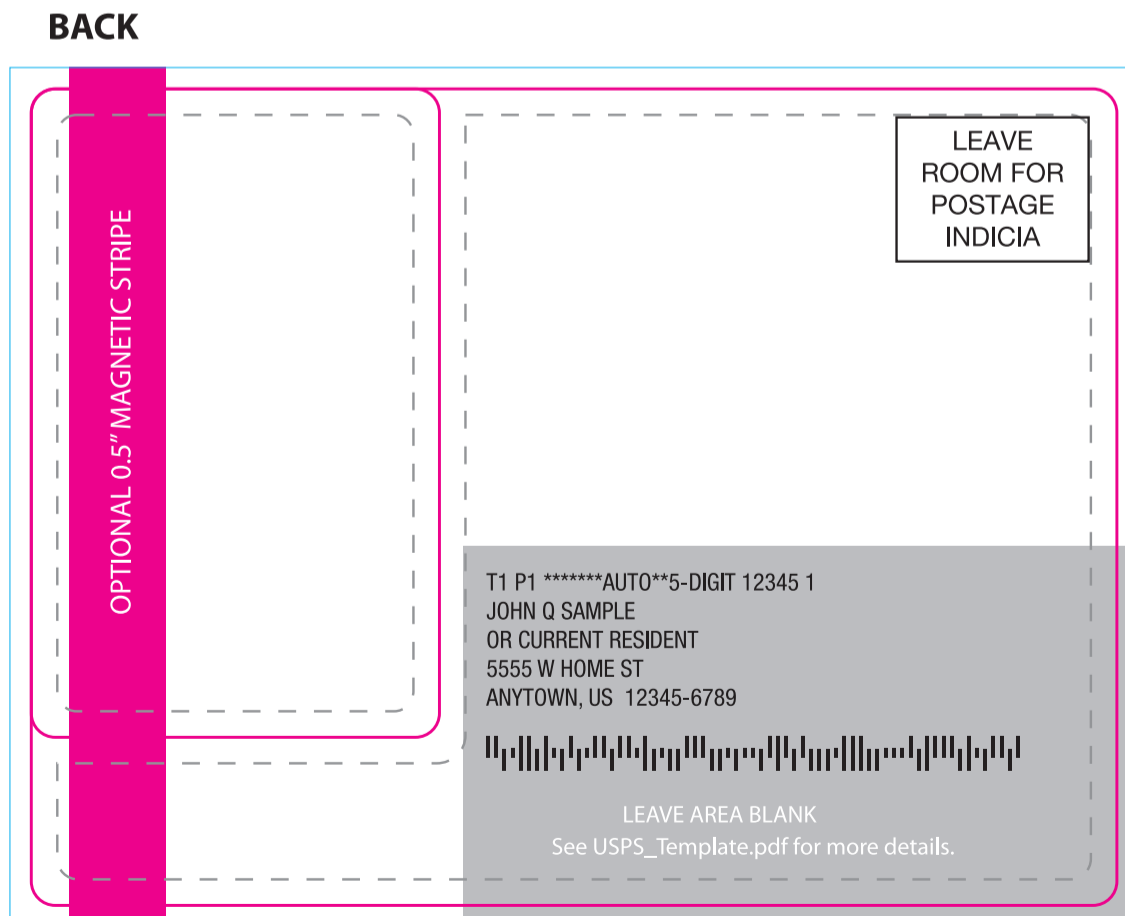 BACK
OPTIONAL 0.5" MAGNETIC STRIPE
LEAVE
ROOM FOR
POSTAGE
INDICIA
T1 P1 *******AUTO**5-DIGIT 12345 1
JOHN Q SAMPLE
OR CURRENT RESIDENT
5555 W HOME ST
ANYTOWN, US  12345-6789
LEAVE AREA BLANK
See USPS_Template.pdf for more details.